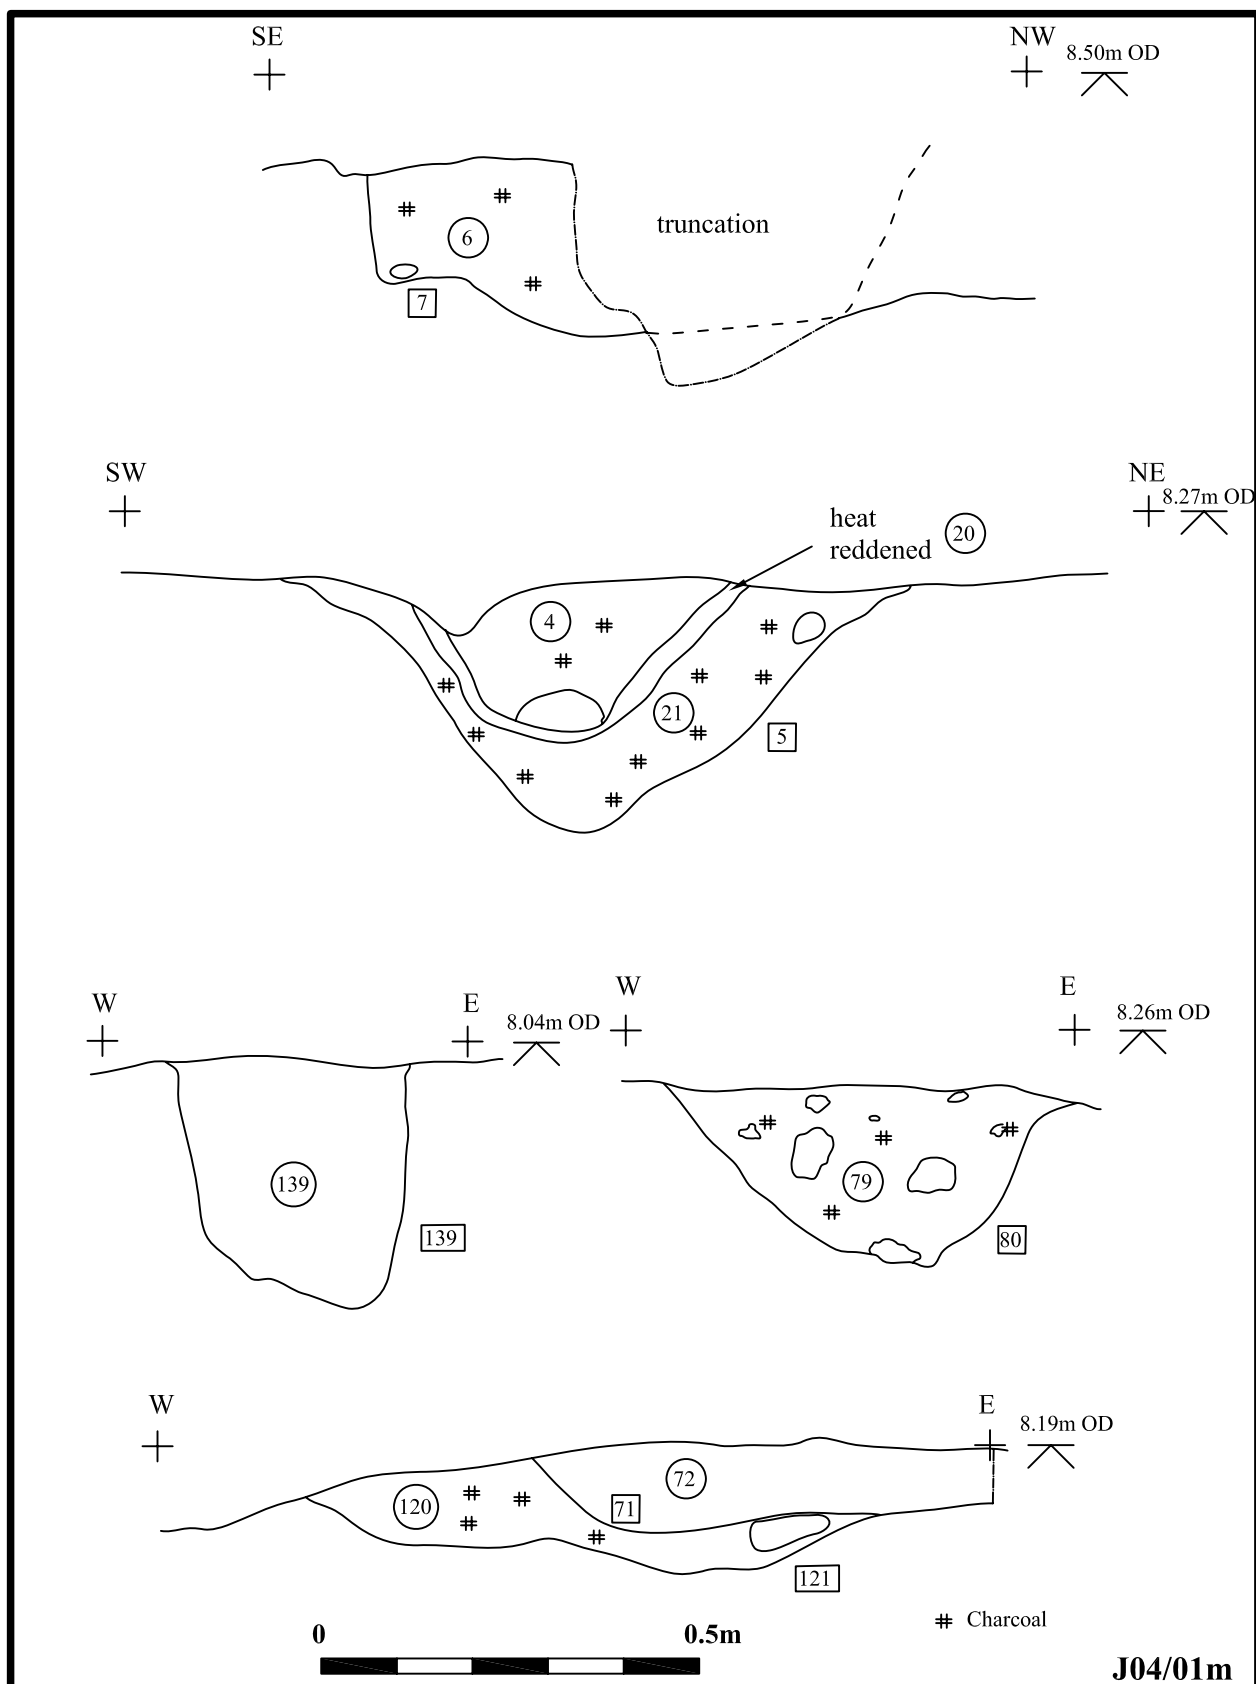 SE
NW
8.50m OD
truncation
6
7
SW
NE
8.27m OD
heat
reddened
20
4
21
5
W
E
8.04m OD
139
139
W
E
8.26m OD
79
80
W
E
8.19m OD
72
120
71
121
Charcoal
0
0.5m
J04/01m